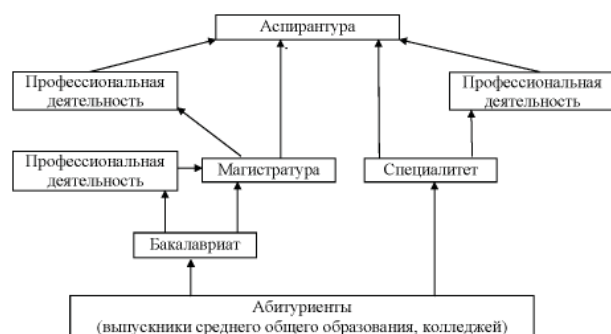 Аспирантура
Профессиональная
деятельность
Профессиональная
деятельность
Профессиональная
деятельность
Магистратура
Специалитет
Бакалавриат
Абитуриенты
(выпускники среднего общего образования, колледжей)